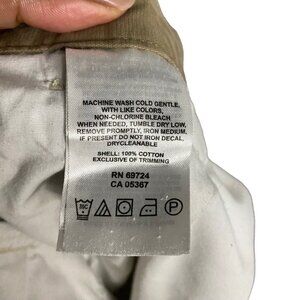 MACHINE WASH COLD GENTLE,
WITH LIKE COLORS,
NON-CHLORINE BLEACH
WHEN NEEDED, TUMBLE DRY LOW,
REMOVE PROMPTLY, IRON MEDIUM,
IF PRESENT DO NOT IRON DECAL,
DRYCLEANABLE
SHELL: 100% COTTON
EXCLUSIVE OF TRIMMING
RN 69724
CA 05367
P